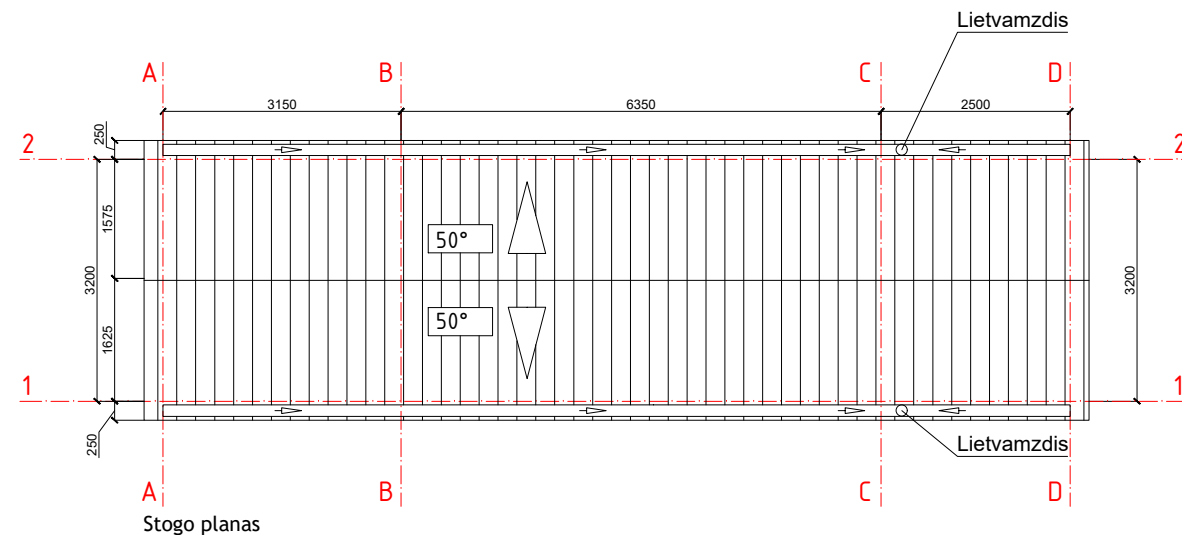 Lietvamzdis
A
B
C
D
3150
6350
2500
2
2
250
1575
50°
3200
3200
50°
1625
1
1
250
Lietvamzdis
A
B
C
D
Stogo planas